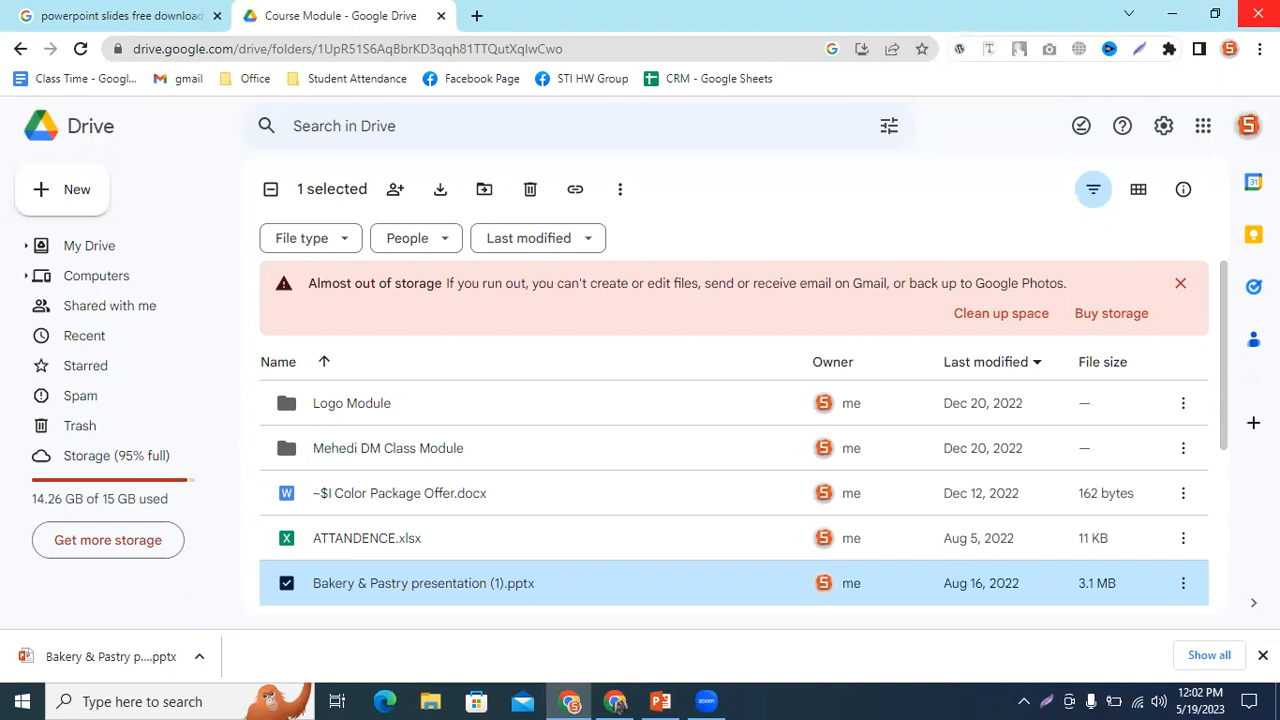 powerpoint slides free download
Course Module - Google Drive
drive.google.com/drive/folders/1UpR51S6AqBbrKD3qqh81TTQutXqlwCwo
Class Time - Googl...
gmail
Office
Student Attendance
Facebook Page
STI HW Group
CRM - Google Sheets
Drive
Search in Drive
New
1 selected
File type
People
Last modified
My Drive
Computers
Shared with me
Recent
Starred
Spam
Trash
Storage (95% full)
14.26 GB of 15 GB used
Get more storage
Almost out of storage If you run out, you can't create or edit files, send or receive email on Gmail, or back up to Google Photos.
Clean up space
Buy storage
Name
Owner
Last modified
File size
Logo Module
me
Dec 20, 2022
—
Mehedi DM Class Module
me
Dec 20, 2022
—
~$I Color Package Offer.docx
me
Dec 12, 2022
162 bytes
ATTANDENCE.xlsx
me
Aug 5, 2022
11 KB
Bakery & Pastry presentation (1).pptx
me
Aug 16, 2022
3.1 MB
Bakery & Pastry p....pptx
Show all
Type here to search
12:02 PM
5/19/2023